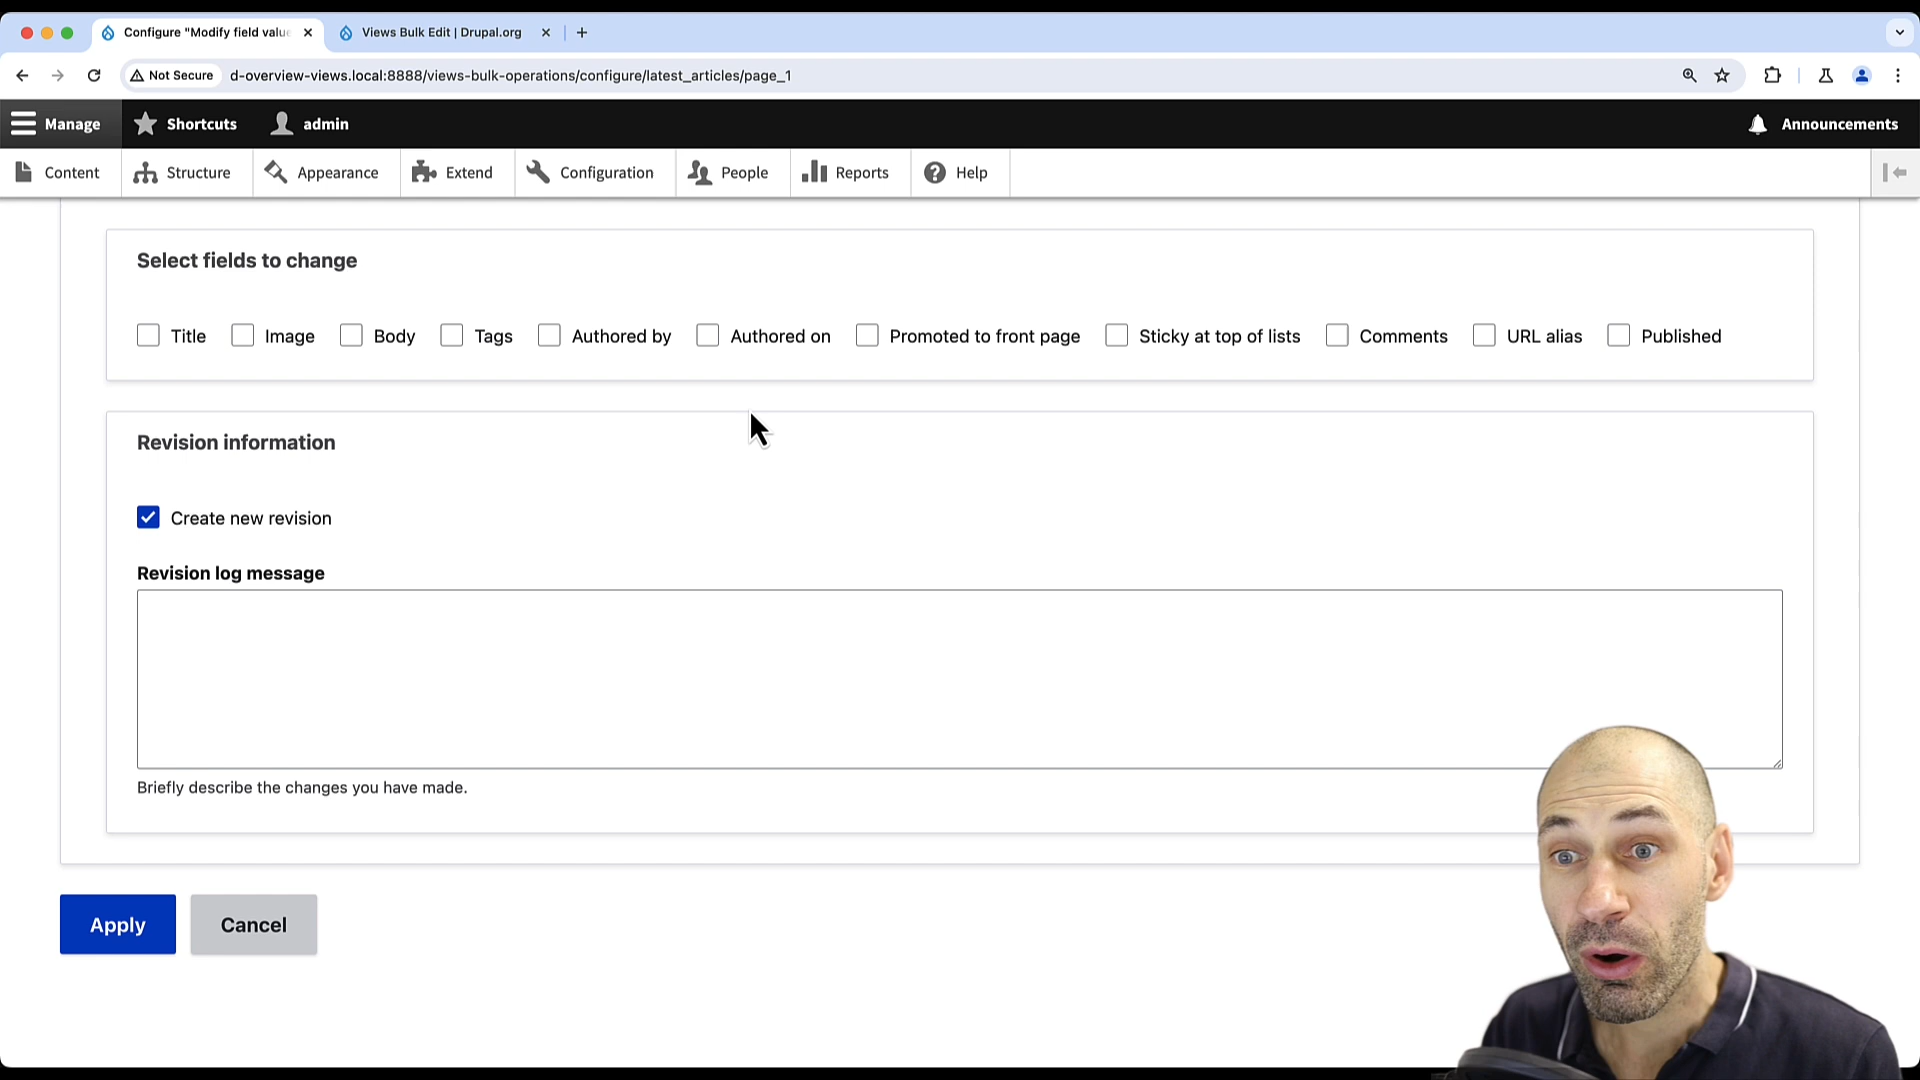 Configure "Modify field valu
Views Bulk Edit | Drupal.org
Not Secure
d-overview-views.local:8888/views-bulk-operations/configure/latest_articles/page_1
Manage
Shortcuts
admin
Announcements
Content
Structure
Appearance
Extend
Configuration
People
Reports
Help
Select fields to change
Title
Image
Body
Tags
Authored by
Authored on
Promoted to front page
Sticky at top of lists
Comments
URL alias
Published
Revision information
Create new revision
Revision log message
Briefly describe the changes you have made.
Apply
Cancel